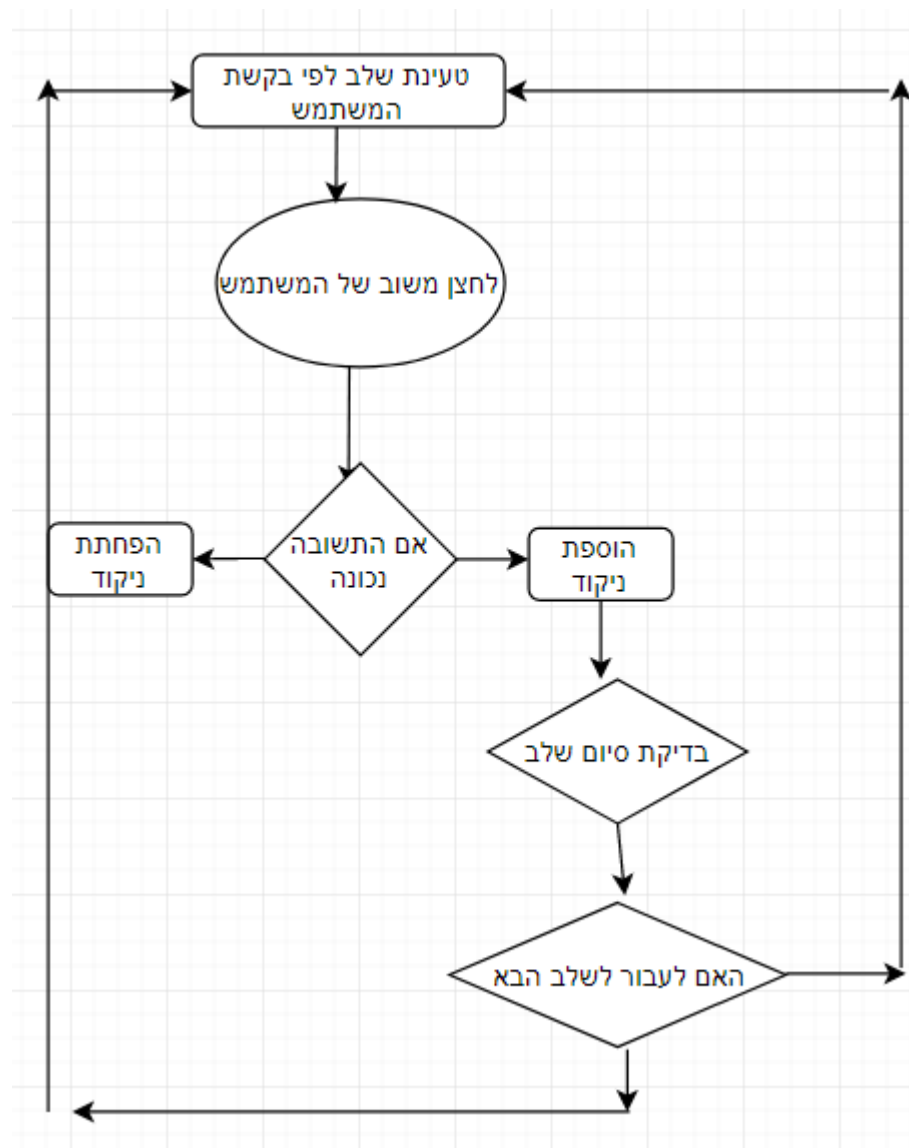 טעינת שלב לפי בקשת
המשתמש
לחצן משוב של המשתמש
אם התשובה
נכונה
הפחתת
ניקוד
הוספת
ניקוד
בדיקת סיום שלב
האם לעבור לשלב הבא